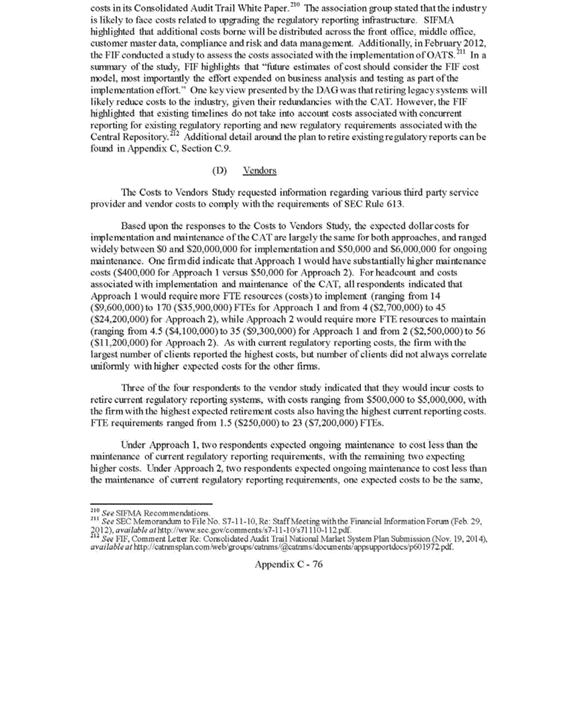 costs in its Consolidated Audit Trail White Paper.210 The association group stated that the industry
is likely to face costs related to upgrading the regulatory reporting infrastructure. SIFMA
highlighted that additional costs borne will be distributed across the front office, middle office,
customer master data, compliance and risk and data management. Additionally, in February 2012,
the FIF conducted a study to assess the costs associated with the implementation of OATS.211 In a
summary of the study, FIF highlights that "future estimates of cost should consider the FIF cost
model, most importantly the effort expended on business analysis and testing as part of the
implementation effort." One key view presented by the DAG was that retiring legacy systems will
likely reduce costs to the industry, given their redundancies with the CAT. However, the FIF
highlighted that existing timelines do not take into account costs associated with concurrent
reporting for existing regulatory reporting and new regulatory requirements associated with the
Central Repository.212 Additional detail around the plan to retire existing regulatory reports can be
found in Appendix C, Section C.9.
(D) Vendors
The Costs to Vendors Study requested information regarding various third party service
provider and vendor costs to comply with the requirements of SEC Rule 613.
Based upon the responses to the Costs to Vendors Study, the expected dollar costs for
implementation and maintenance of the CAT are largely the same for both approaches, and ranged
widely between $0 and $20,000,000 for implementation and $50,000 and $6,000,000 for ongoing
maintenance. One firm did indicate that Approach 1 would have substantially higher maintenance
costs ($400,000 for Approach 1 versus $50,000 for Approach 2). For headcount and costs
associated with implementation and maintenance of the CAT, all respondents indicated that
Approach 1 would require more FTE resources (costs) to implement (ranging from 14
($9,600,000) to 170 ($35,900,000) FTEs for Approach 1 and from 4 ($2,700,000) to 45
($24,200,000 for Approach 2), while Approach 2 would require more FTE resources to maintain
(ranging from 4.5 ($4,100,000) to 35 ($9,300,000) for Approach 1 and from 2 ($2,500,000) to 56
($11,200,000 for Approach 2). As with current regulatory reporting costs, the firm with the
largest number of clients reported the highest costs, but number of clients did not always correlate
uniformly with higher expected costs for the other firms.
Three of the four respondents to the vendor study indicated that they would incur costs to
retire current regulatory reporting systems, with costs ranging from $500,000 to $5,000,000, with
the firm with the highest expected retirement costs also having the highest current reporting costs.
FTE requirements ranged from 1.5 ($250,000) to 23 ($7,200,000) FTEs.
Under Approach 1, two respondents expected ongoing maintenance to cost less than the
maintenance of current regulatory reporting requirements, with the remaining two expecting
higher costs. Under Approach 2, two respondents expected ongoing maintenance to cost less than
the maintenance of current regulatory reporting requirements, one expected costs to be the same,
210 See SIFMA Recommendations.
211 See SEC Memorandum to File No. S7-11-10, Re: Staff Meeting with the Financial Information Forum (Feb. 29,
2012), available at http://www.sec.gov/comments/s7-11-10/s71110-112.pdf.
212 See FIF, Comment Letter Re: Consolidated Audit Trail National Market System Plan Submission (Nov. 19, 2014),
available at http://catnmsplan.com/web/groups/catnms/@catnms/documents/appsupportdocs/p601972.pdf.
Appendix C - 76